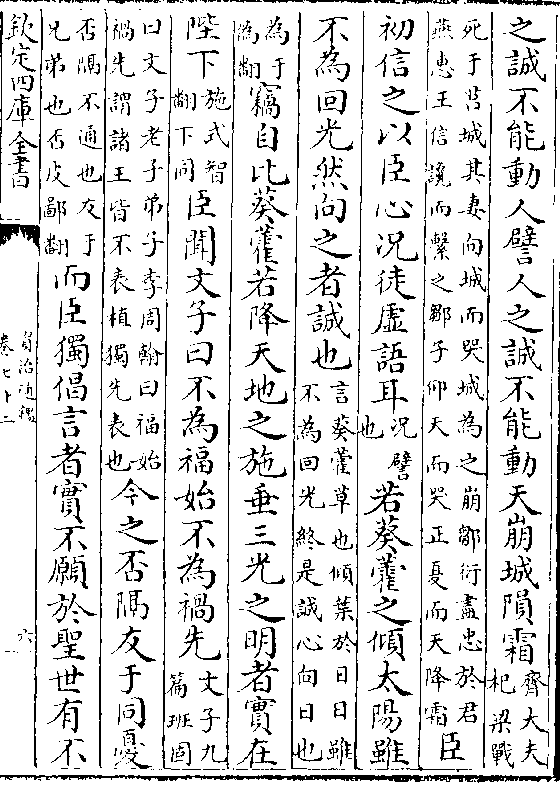 之誠不能動人譬人之誠不能動天崩城隕霜齊大夫杞梁戰
死于莒城其妻向城而哭城為之崩鄒衍盡忠於君燕惠王信譖而繫之鄒子仰天而哭正夏而天降霜臣
初信之以臣心况徒虚語耳况譬也若葵藿之傾太陽雖
不為回光然向之者誠也言葵藿草也傾葉於日日雖不為回光終是誠心向日也
為于為翻竊自比葵藿若降天地之施垂三光之明者實在
陛下施式智翻下同臣聞文子曰不為福始不為禍先文子九篇班固
曰文子老子弟子李周翰曰福始禍先謂諸王皆不表植獨先表也今之否隔友于同憂
否隔不通也友于兄弟也否皮鄙翻而臣獨倡言者實不願於聖世有不
欽定四庫全書
資治通鑑
卷七十二
六